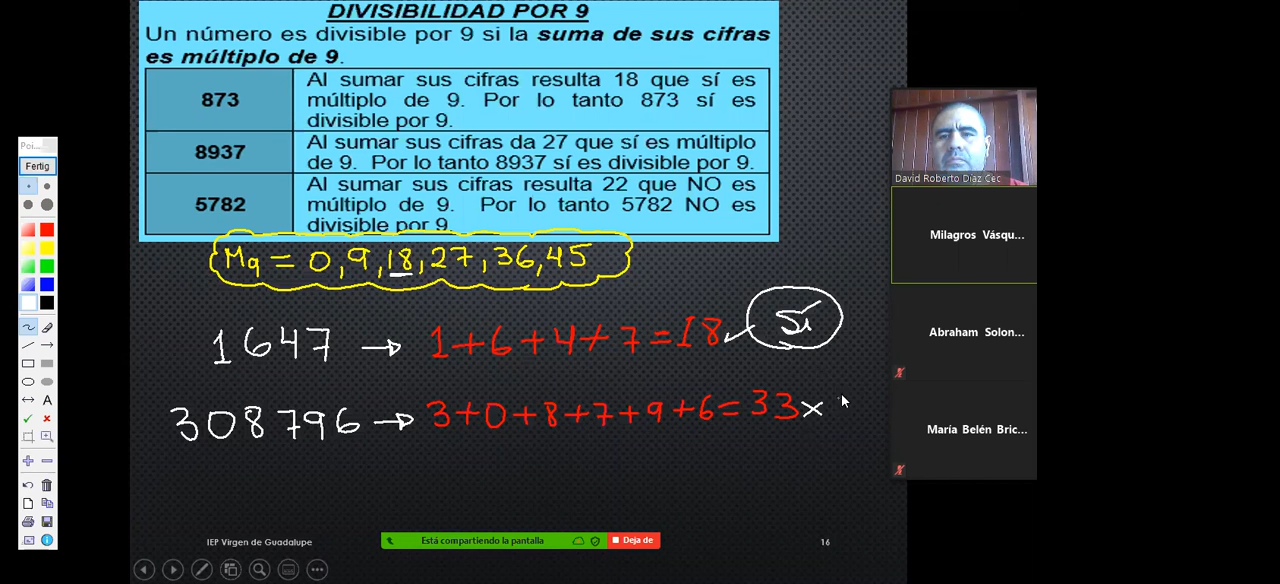 DIVISIBILIDAD POR 9
Un número es divisible por 9 si la suma de sus cifras
es múltiplo de 9.
873
Al sumar sus cifras resulta 18 que sí es
múltiplo de 9. Por lo tanto 873 sí es
divisible por 9.
8937
Al sumar sus cifras da 27 que sí es múltiplo
de 9. Por lo tanto 8937 sí es divisible por 9.
5782
Al sumar sus cifras resulta 22 que NO es
múltiplo de 9. Por lo tanto 5782 NO es
divisible por 9.
M9 = 0,9,18,27,36,45
1647 → 1+6+4+7=18 ✓ Sí
308796 → 3+0+8+7+9+6=33 ×
Poi...
Fertig
A
David Roberto Diaz Cec
Milagros Vásqu...
Abraham Solon...
María Belén Bric...
IEP Virgen de Guadalupe
Está compartiendo la pantalla
Deja de
16